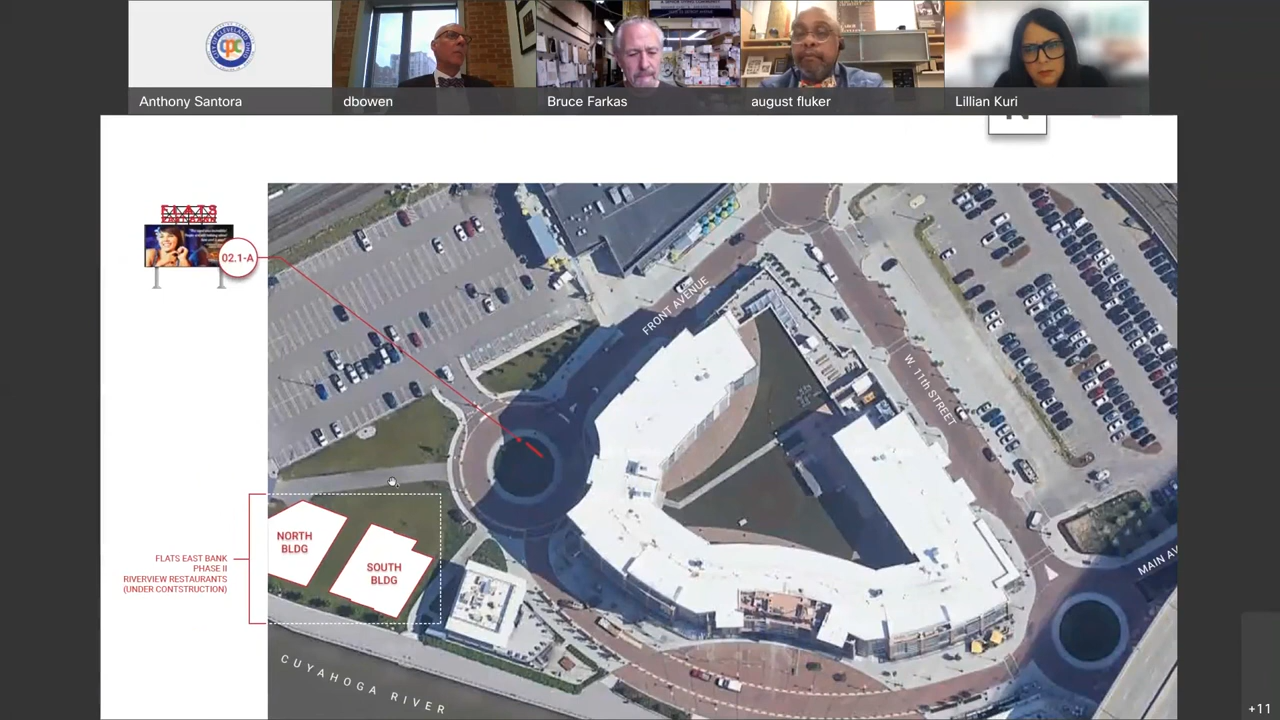 Anthony Santora
dbowen
Bruce Farkas
august fluker
Lillian Kuri
N
FLATS
02.1-A
FRONT AVENUE
W. 11th STREET
MAIN AV
NORTH
BLDG
SOUTH
BLDG
FLATS EAST BANK
PHASE II
RIVERVIEW RESTAURANTS
(UNDER CONTSTRUCTION)
CUYAHOGA RIVER
+11